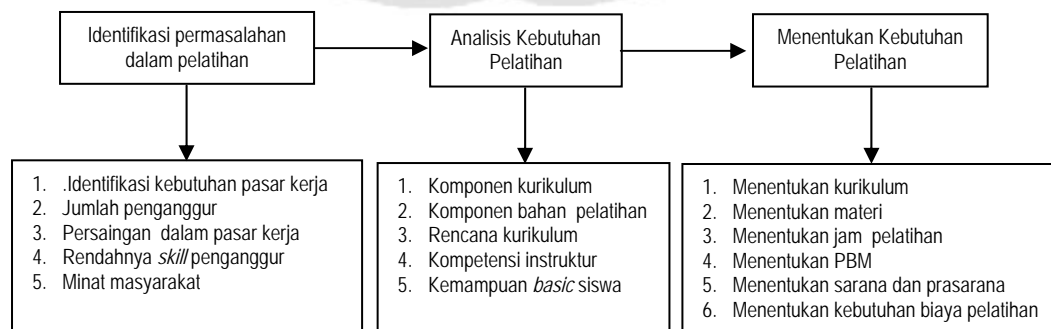 Identifikasi permasalahan
dalam pelatihan
Analisis Kebutuhan
Pelatihan
Menentukan Kebutuhan
Pelatihan
1. .Identifikasi kebutuhan pasar kerja
2. Jumlah penganggur
3. Persaingan dalam pasar kerja
4. Rendahnya skill penganggur
5. Minat masyarakat
1. Komponen kurikulum
2. Komponen bahan pelatihan
3. Rencana kurikulum
4. Kompetensi instruktur
5. Kemampuan basic siswa
1. Menentukan kurikulum
2. Menentukan materi
3. Menentukan jam pelatihan
4. Menentukan PBM
5. Menentukan sarana dan prasarana
6. Menentukan kebutuhan biaya pelatihan